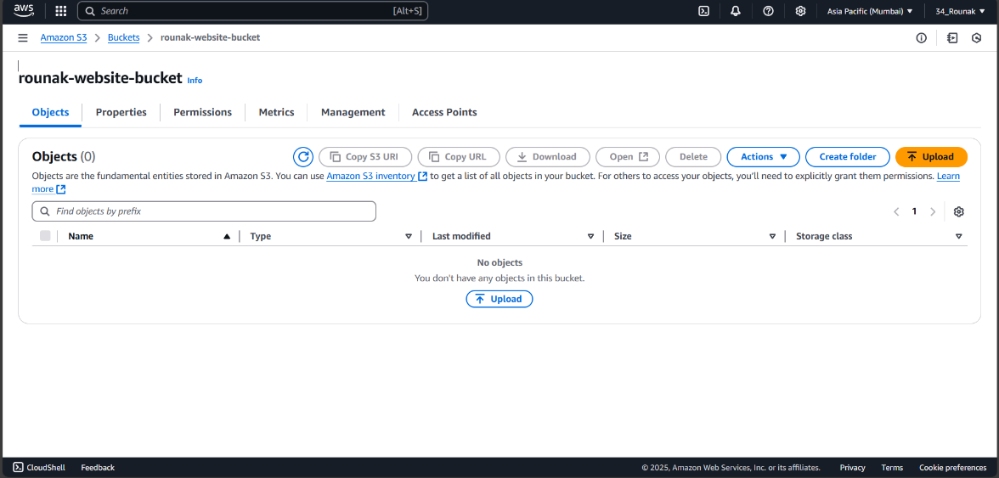 aws Search [Alt+S] Asia Pacific (Mumbai) 34_Rounak
Amazon S3 Buckets rounak-website-bucket
rounak-website-bucket Info
Objects Properties Permissions Metrics Management Access Points
Objects (0) Copy S3 URI Copy URL Download Open Delete Actions Create folder Upload
Objects are the fundamental entities stored in Amazon S3. You can use Amazon S3 inventory to get a list of all objects in your bucket. For others to access your objects, you'll need to explicitly grant them permissions. Learn
more
Find objects by prefix 1
Name Type Last modified Size Storage class
No objects
You don't have any objects in this bucket.
Upload
CloudShell Feedback © 2025, Amazon Web Services, Inc. or its affiliates. Privacy Terms Cookie preferences